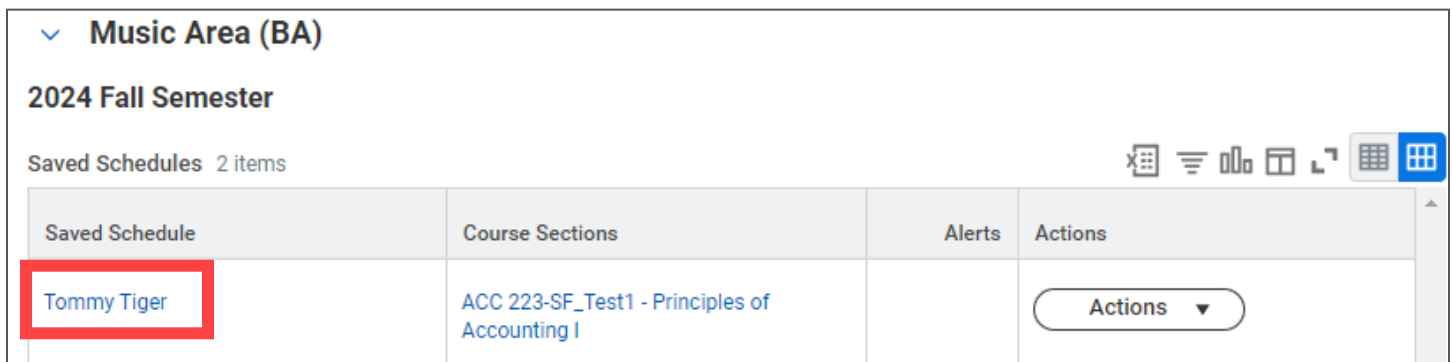 Music Area (BA)
2024 Fall Semester
Saved Schedules 2 items
Saved Schedule Course Sections Alerts Actions
Tommy Tiger ACC 223-SF_Test1 - Principles of
Accounting I
Actions